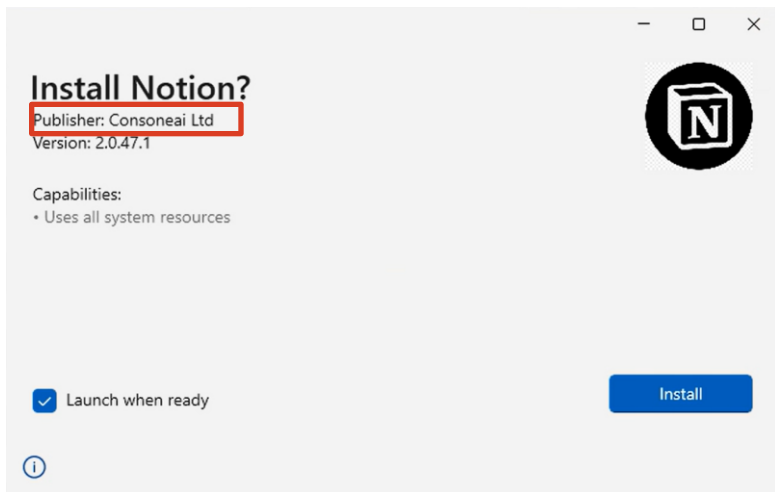 Install Notion?
Publisher: Consoneai Ltd
Version: 2.0.47.1
Capabilities:
• Uses all system resources
N
Launch when ready
Install